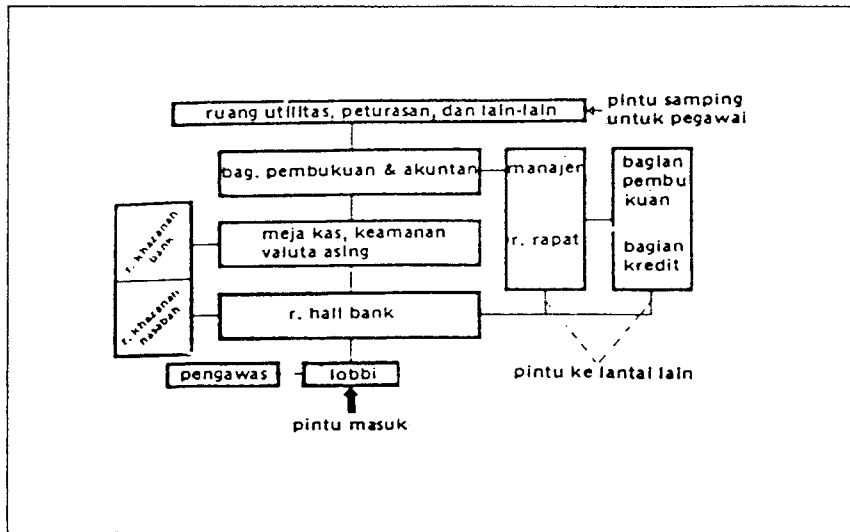 ruang utilitas, peturasan, dan lain-lain
pintu samping
untuk pegawai
bag. pembukuan & akuntan
manajer
r. rapat
bagian
pembu
kuan
bagian
kredit
r. khazanan
bank
meja kas, keamanan
valuta asing
r. khazanan
nasabah
r. hall bank
pengawas
lobbi
pintu ke lantai lain
pintu masuk